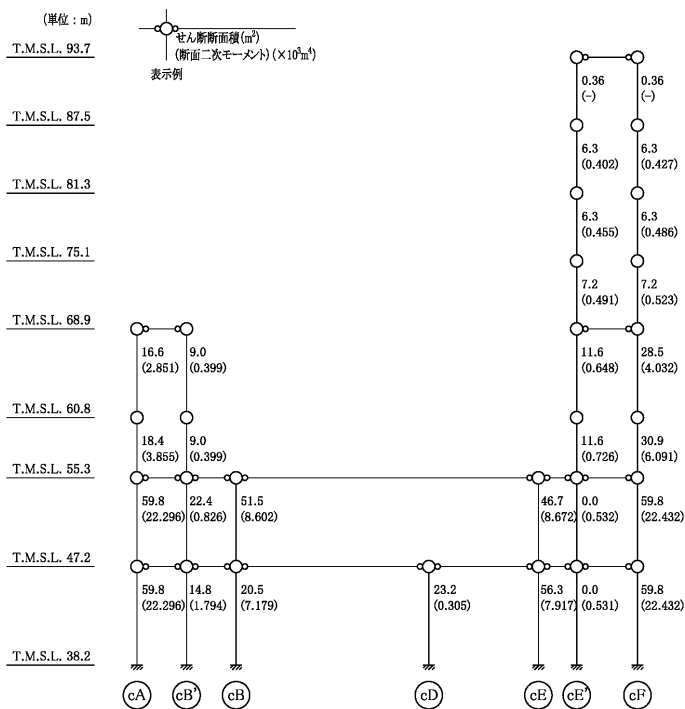 (単位：m)
せん断断面積(m²)
(断面二次モーメント)(×10³m⁴)
表示例
T.M.S.L. 93.7
0.36 0.36
(-) (-)
T.M.S.L. 87.5
6.3 6.3
(0.402) (0.427)
T.M.S.L. 81.3
6.3 6.3
(0.455) (0.486)
T.M.S.L. 75.1
7.2 7.2
(0.491) (0.523)
T.M.S.L. 68.9
16.6 9.0 11.6 28.5
(2.851) (0.399) (0.648) (4.032)
T.M.S.L. 60.8
18.4 9.0 11.6 30.9
(3.855) (0.399) (0.726) (6.091)
T.M.S.L. 55.3
59.8 22.4 51.5 46.7 0.0 59.8
(22.296) (0.826) (8.602) (8.672) (0.532) (22.432)
T.M.S.L. 47.2
59.8 14.8 20.5 23.2 56.3 0.0 59.8
(22.296) (1.794) (7.179) (0.305) (7.917) (0.531) (22.432)
T.M.S.L. 38.2
cA cB' cB cD cE cE' cF